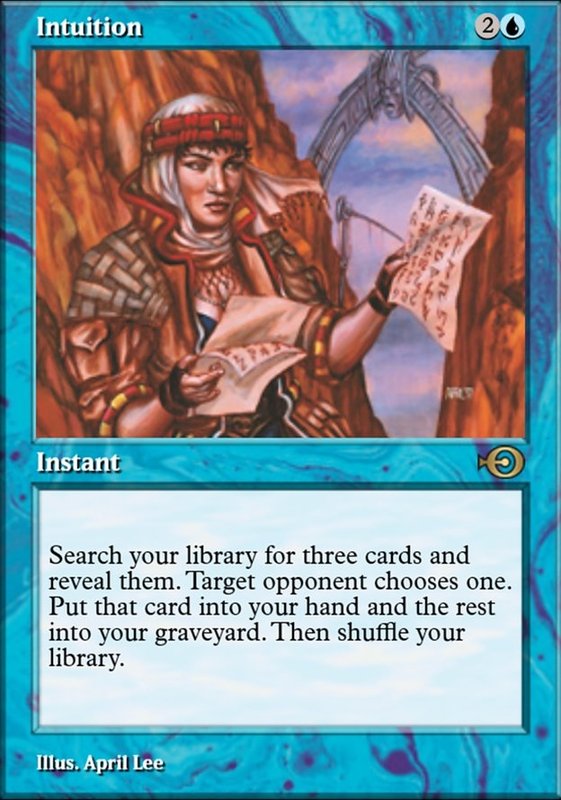 Intuition
2
Instant
Search your library for three cards and
reveal them. Target opponent chooses one.
Put that card into your hand and the rest
into your graveyard. Then shuffle your
library.
Illus. April Lee